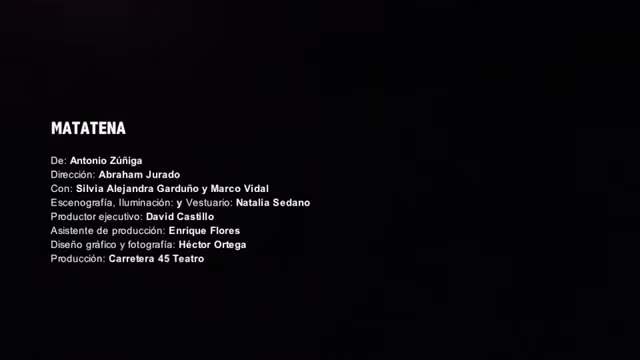 MATATENA
De: Antonio Zúñiga
Dirección: Abraham Jurado
Con: Silvia Alejandra Garduño y Marco Vidal
Escenografía, Iluminación: y Vestuario: Natalia Sedano
Productor ejecutivo: David Castillo
Asistente de producción: Enrique Flores
Diseño gráfico y fotografía: Héctor Ortega
Producción: Carretera 45 Teatro